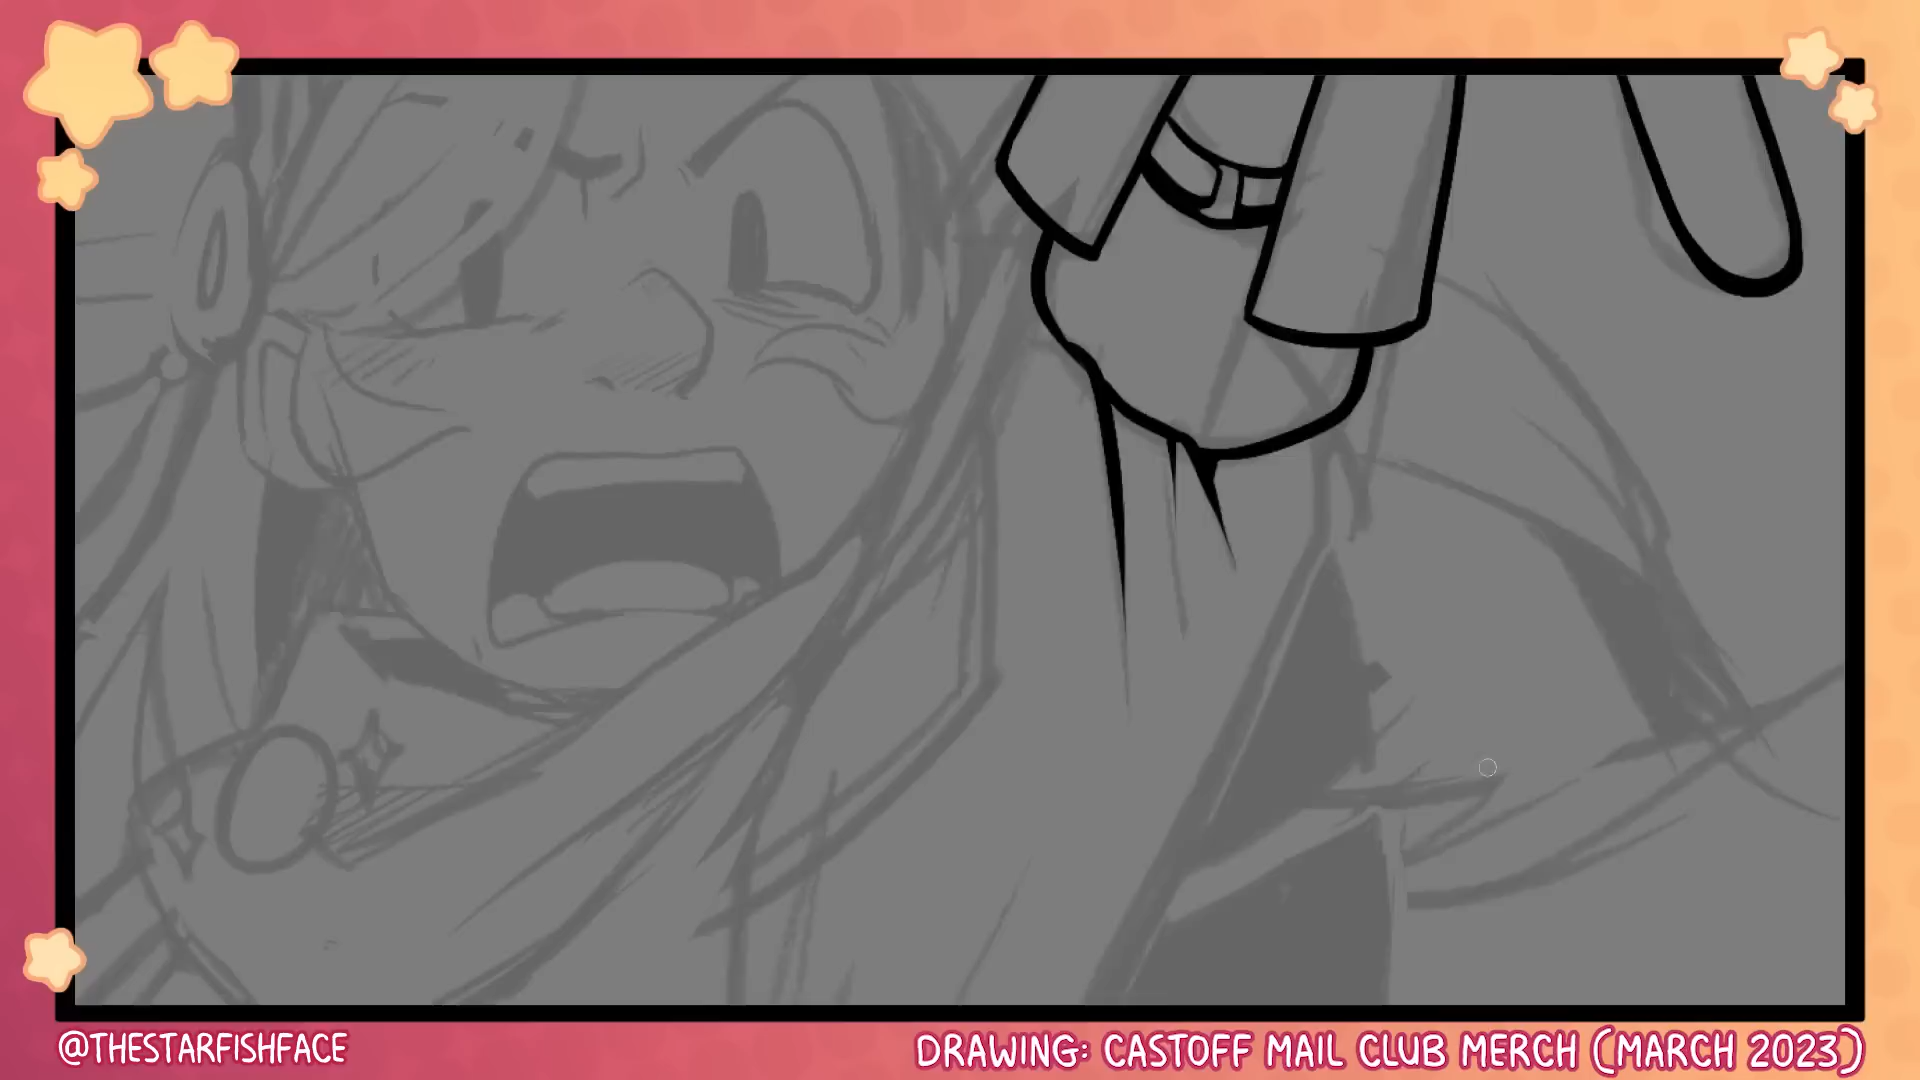 @THESTARFISHFACE
DRAWING: CASTOFF MAIL CLUB MERCH (MARCH 2023)